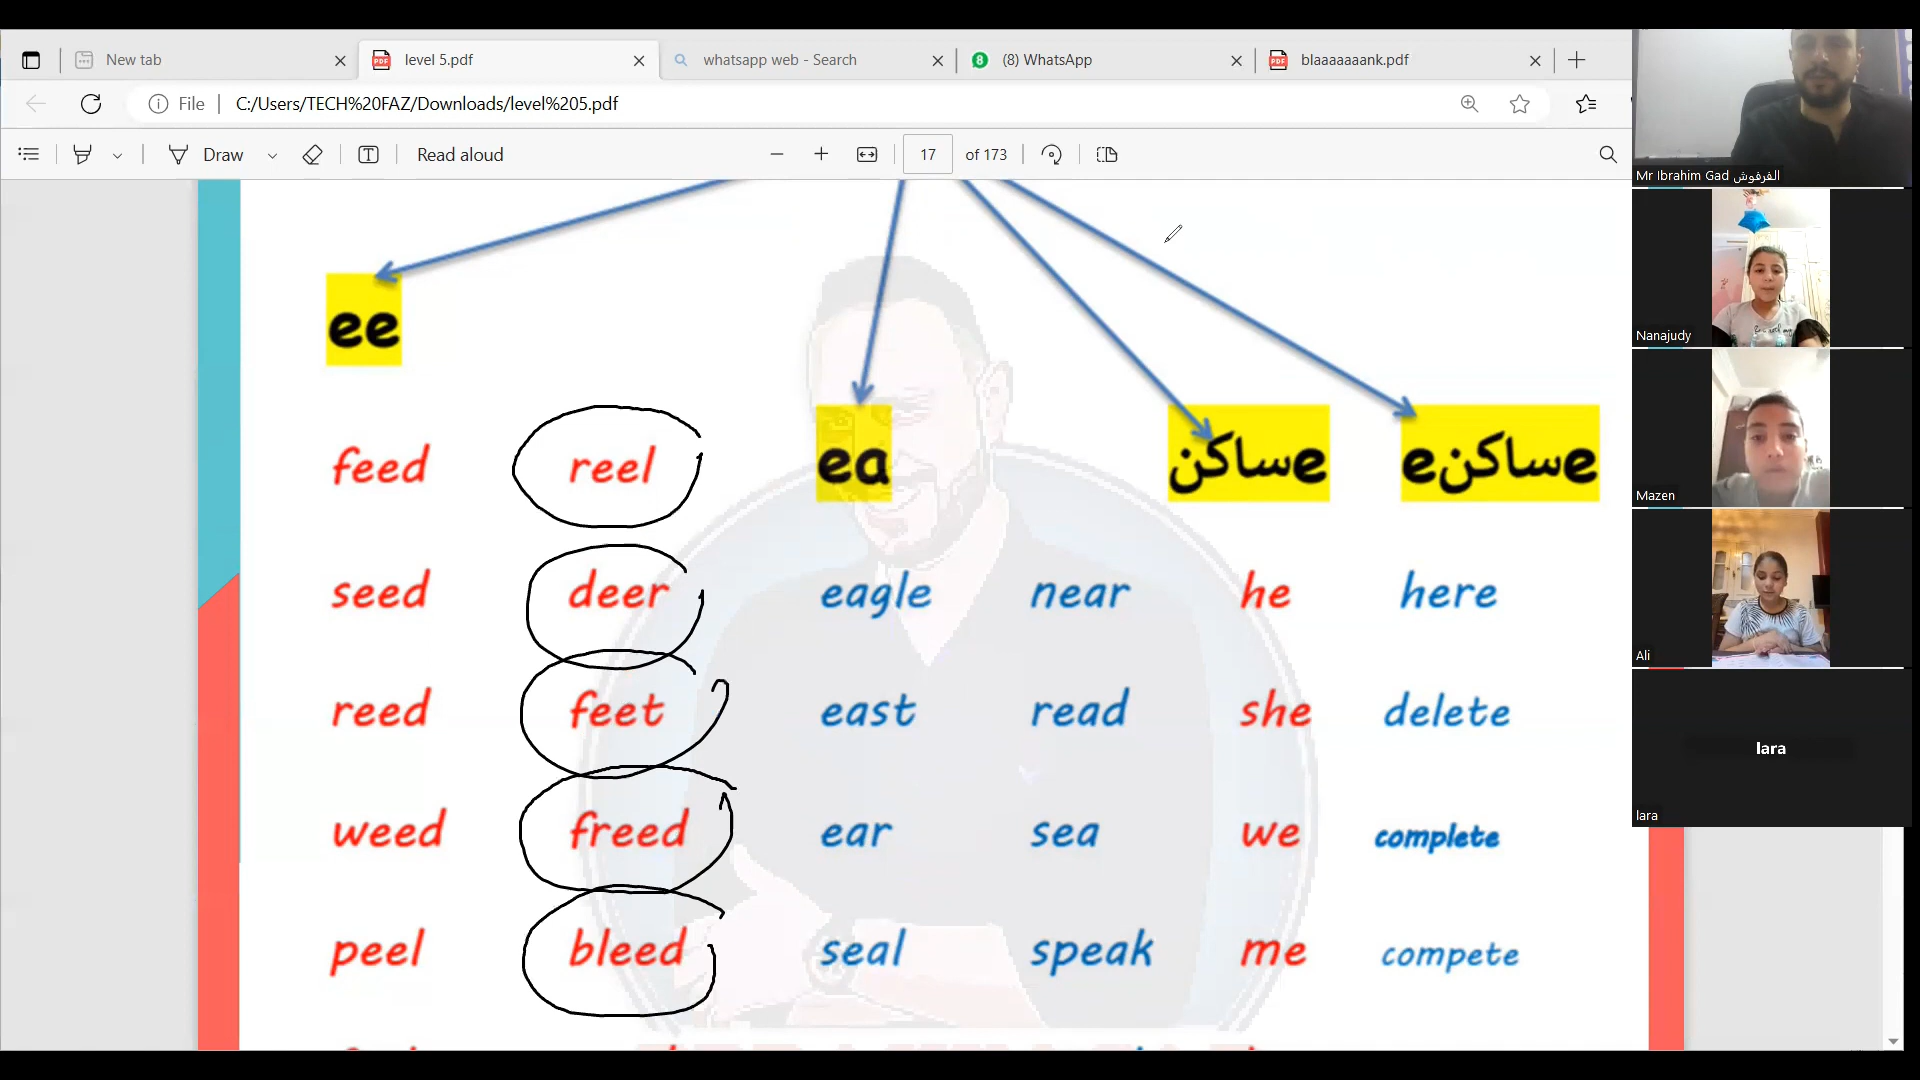 New tab
level 5.pdf
whatsapp web - Search
8
(8) WhatsApp
blaaaaaaank.pdf
File
C:/Users/TECH%20FAZ/Downloads/level%205.pdf
Draw
Read aloud
17
of 173
Mr Ibrahim Gad الفرفوش
Nanajudy
Mazen
Ali
lara
lara
ee
ea
eساكن
eساكنe
feed reel
seed deer eagle near he here
reed feet east read she delete
weed freed ear sea we complete
peel bleed seal speak me compete